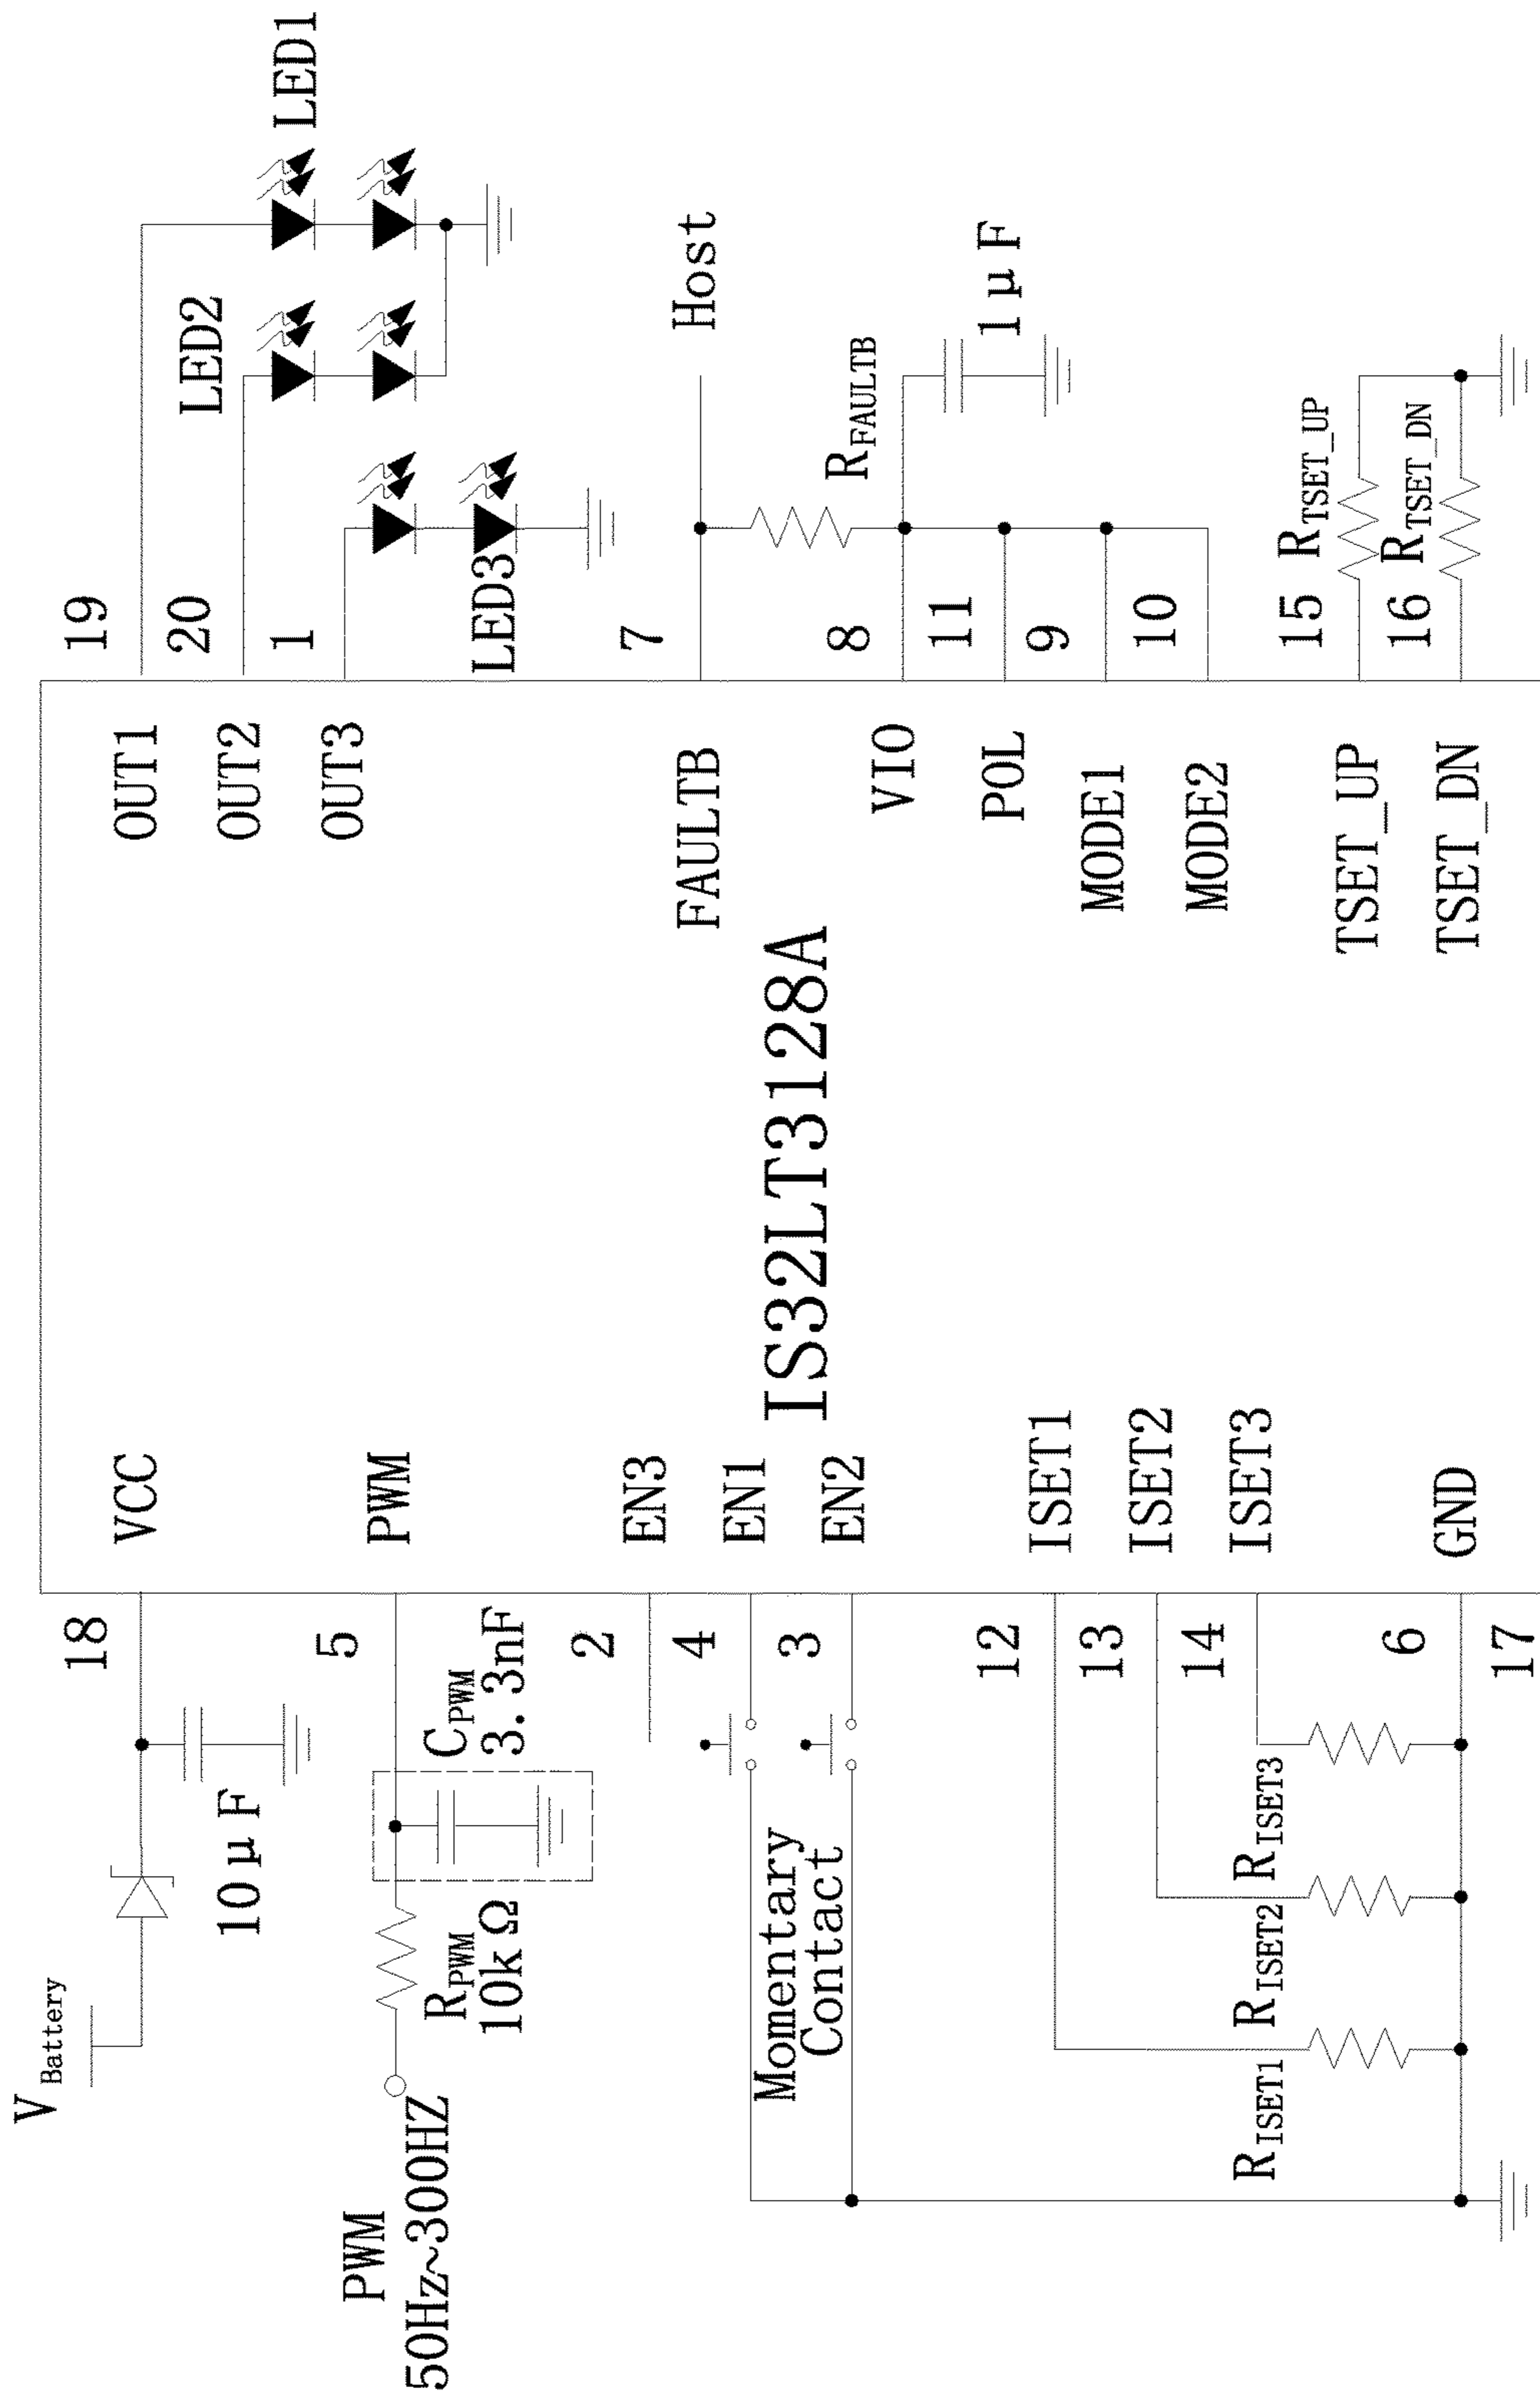 V Battery
10μF
18
VCC
PWM
50Hz~300HZ
RPWM
10kΩ
CPWM
3.3nF
5
PWM
2
EN3
4
EN1
3
EN2
Momentary
Contact
12
ISET1
13
ISET2
14
ISET3
RISET1
RISET2
RISET3
6
GND
17
IS32LT3128A
OUT1
19
LED1
OUT2
20
LED2
OUT3
1
LED3
FAULTB
7
Host
RFAULTB
VIO
8
1μF
POL
11
MODE1
9
MODE2
10
TSET_UP
15
RTSET_UP
TSET_DN
16
RTSET_DN